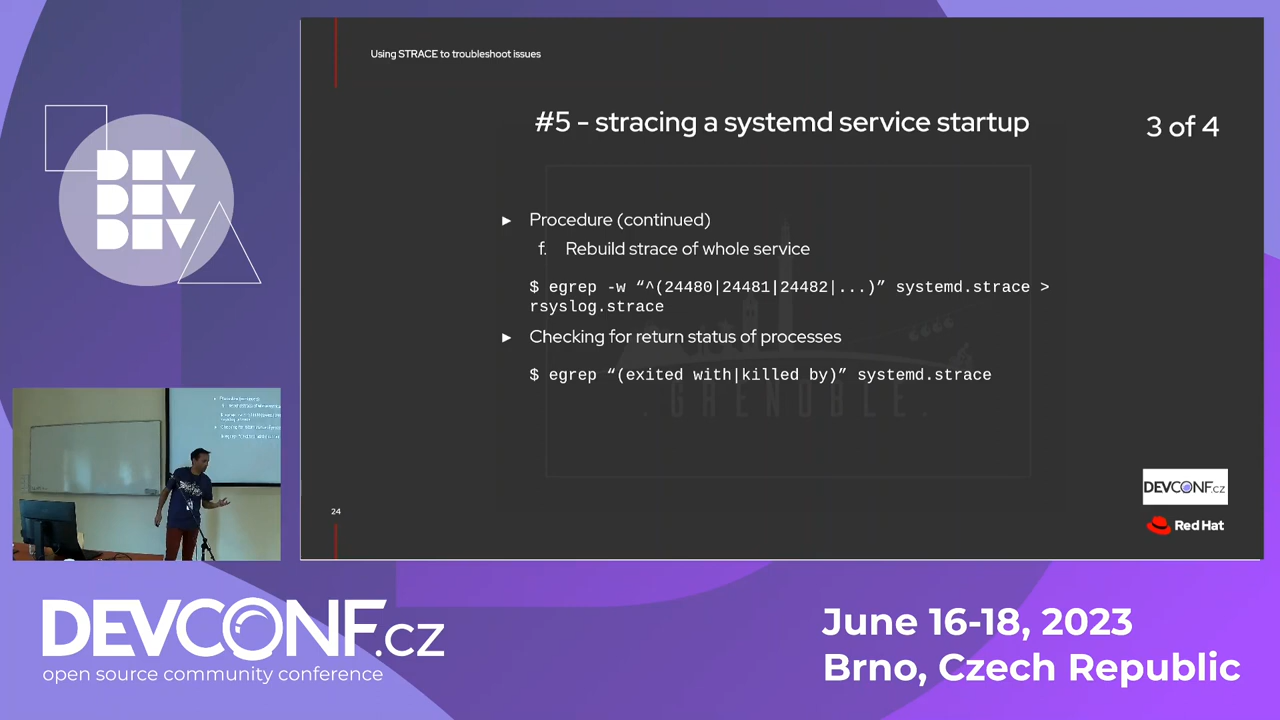 Using STRACE to troubleshoot issues
#5 - stracing a systemd service startup
3 of 4
► Procedure (continued)
f. Rebuild strace of whole service
$ egrep -w “^(24480|24481|24482|...)” systemd.strace >
rsyslog.strace
► Checking for return status of processes
$ egrep “(exited with|killed by)” systemd.strace
GRENOBLE
24
DEVCONF.cz
Red Hat
DEV
DEV
DEV
DEVCONF.cz
open source community conference
June 16-18, 2023
Brno, Czech Republic